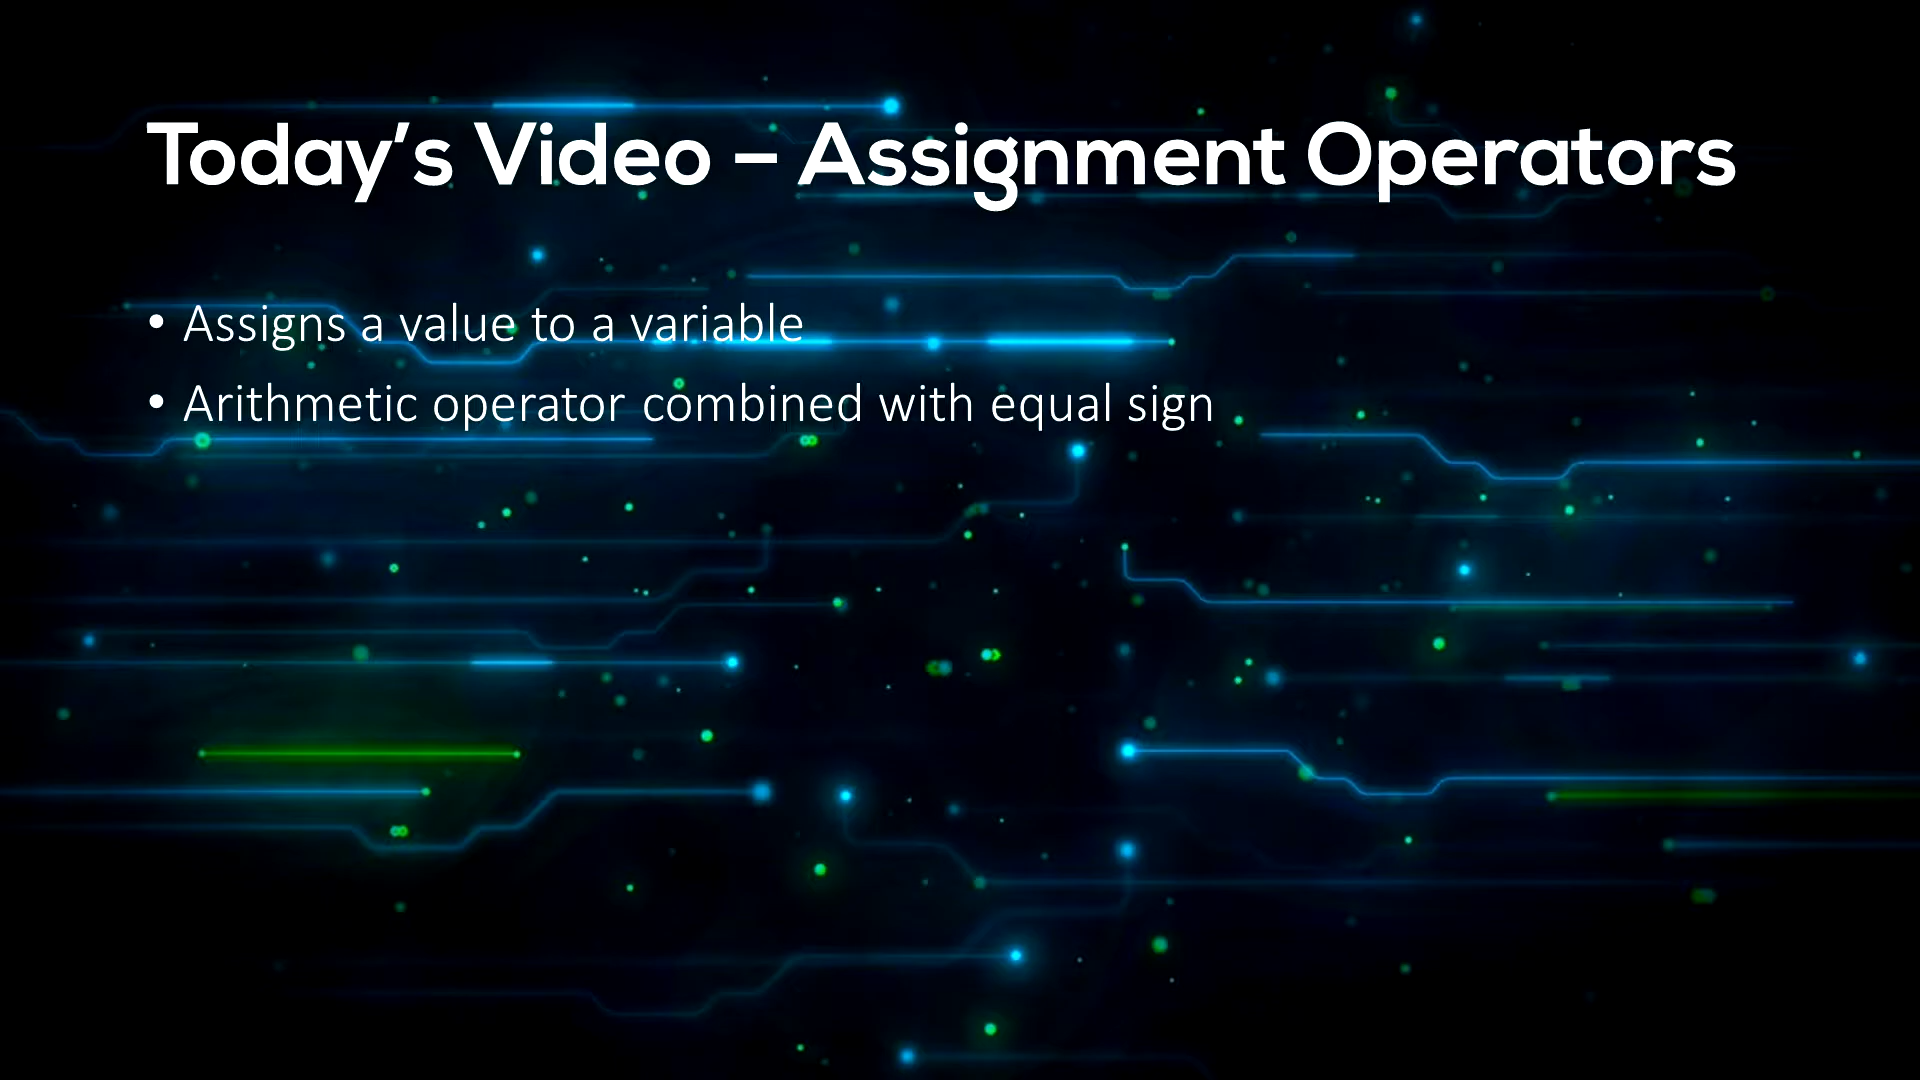 Today’s Video – Assignment Operators
• Assigns a value to a variable
• Arithmetic operator combined with equal sign